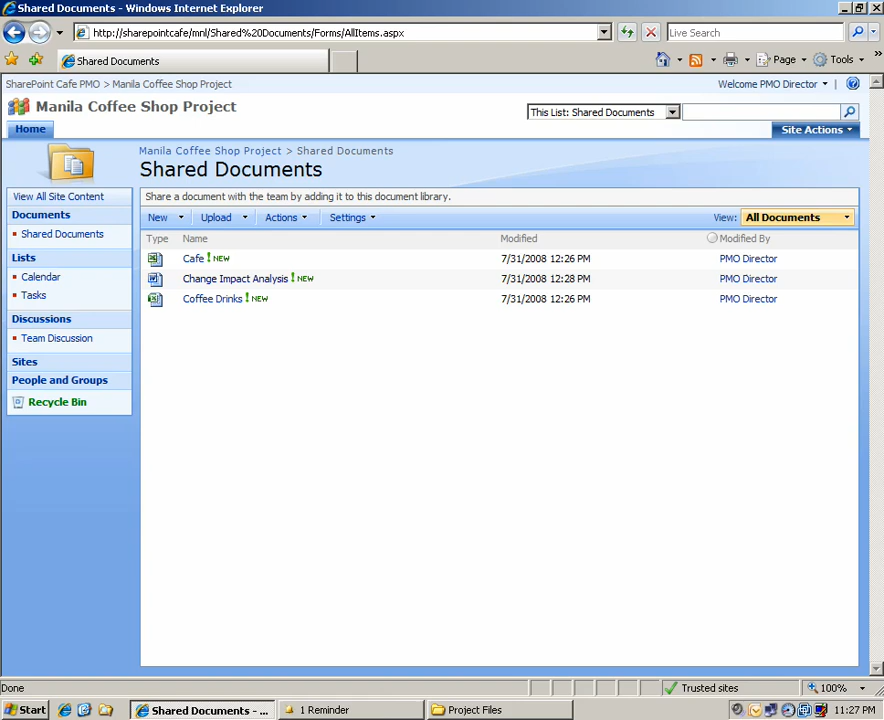 Shared Documents - Windows Internet Explorer
http://sharepointcafe/mnl/Shared%20Documents/Forms/AllItems.aspx
Live Search
Shared Documents
Page
Tools
SharePoint Cafe PMO > Manila Coffee Shop Project
Welcome PMO Director
Manila Coffee Shop Project
This List: Shared Documents
Home
Site Actions
Manila Coffee Shop Project > Shared Documents
Shared Documents
View All Site Content
Documents
Shared Documents
Lists
Calendar
Tasks
Discussions
Team Discussion
Sites
People and Groups
Recycle Bin
Share a document with the team by adding it to this document library.
New Upload Actions Settings View: All Documents
Type Name Modified Modified By
Cafe ! NEW 7/31/2008 12:26 PM PMO Director
Change Impact Analysis ! NEW 7/31/2008 12:28 PM PMO Director
Coffee Drinks ! NEW 7/31/2008 12:26 PM PMO Director
Done Trusted sites 100%
Start Shared Documents - ... 1 Reminder Project Files 11:27 PM